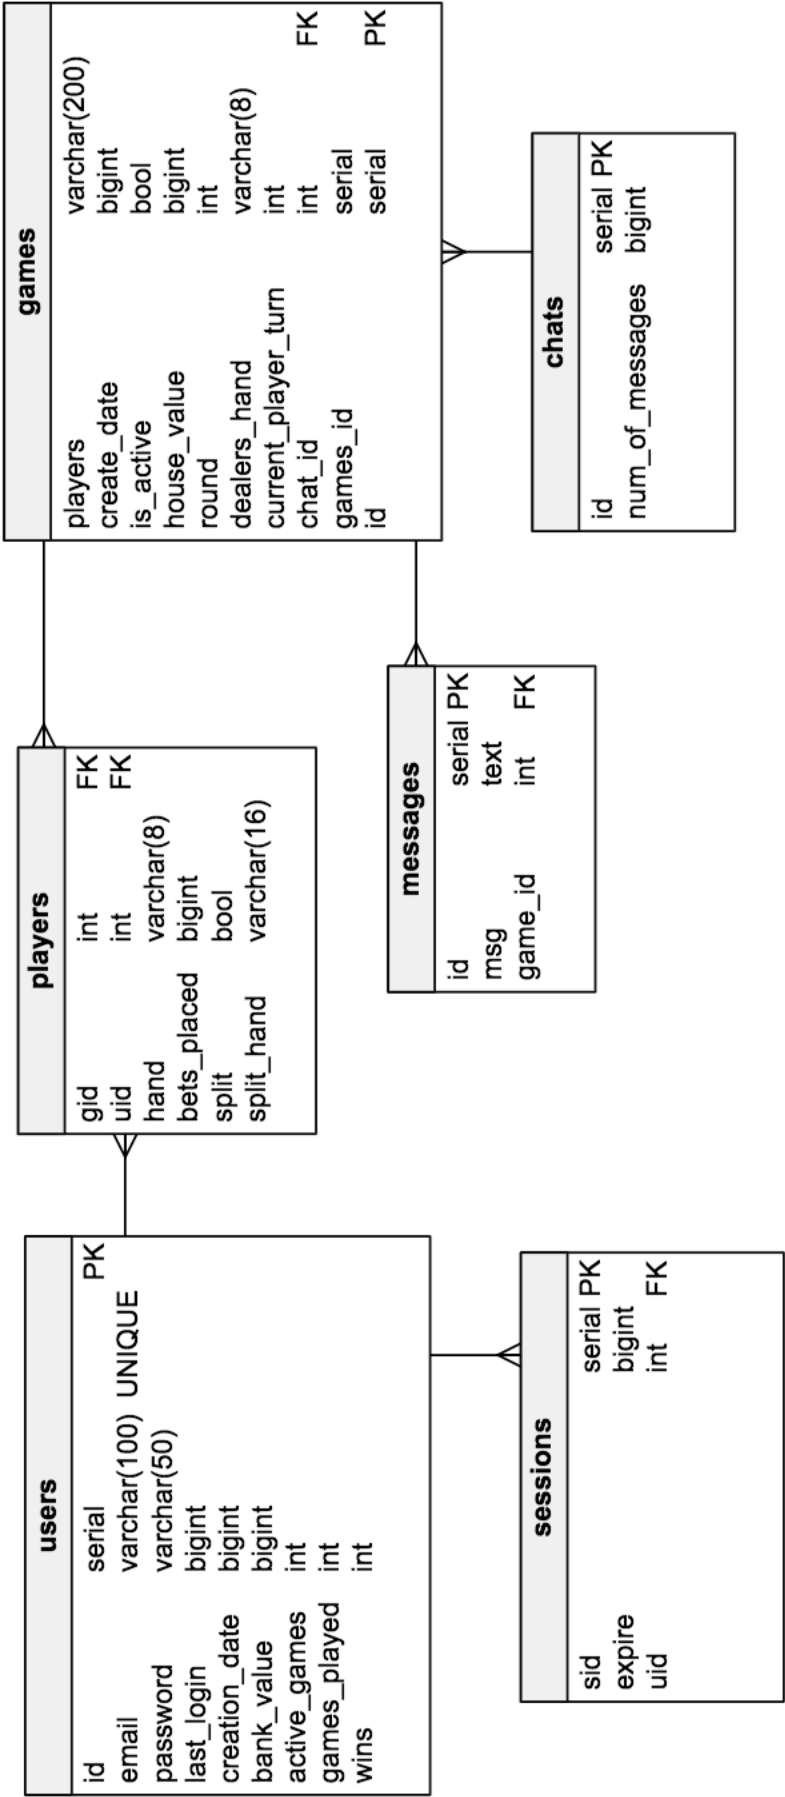 users
id serial PK
email varchar(100) UNIQUE
password varchar(50)
last_login bigint
creation_date bigint
bank_value bigint
active_games int
games_played int
wins int
players
gid int FK
uid int FK
hand varchar(8)
bets_placed bigint
split bool
split_hand varchar(16)
games
players varchar(200)
create_date bigint
is_active bool
house_value bigint
round int
dealers_hand varchar(8)
current_player_turn int
chat_id int FK
games_id serial
id serial PK
sessions
sid serial PK
expire bigint
uid int FK
messages
id serial PK
msg text
game_id int FK
chats
id serial PK
num_of_messages bigint